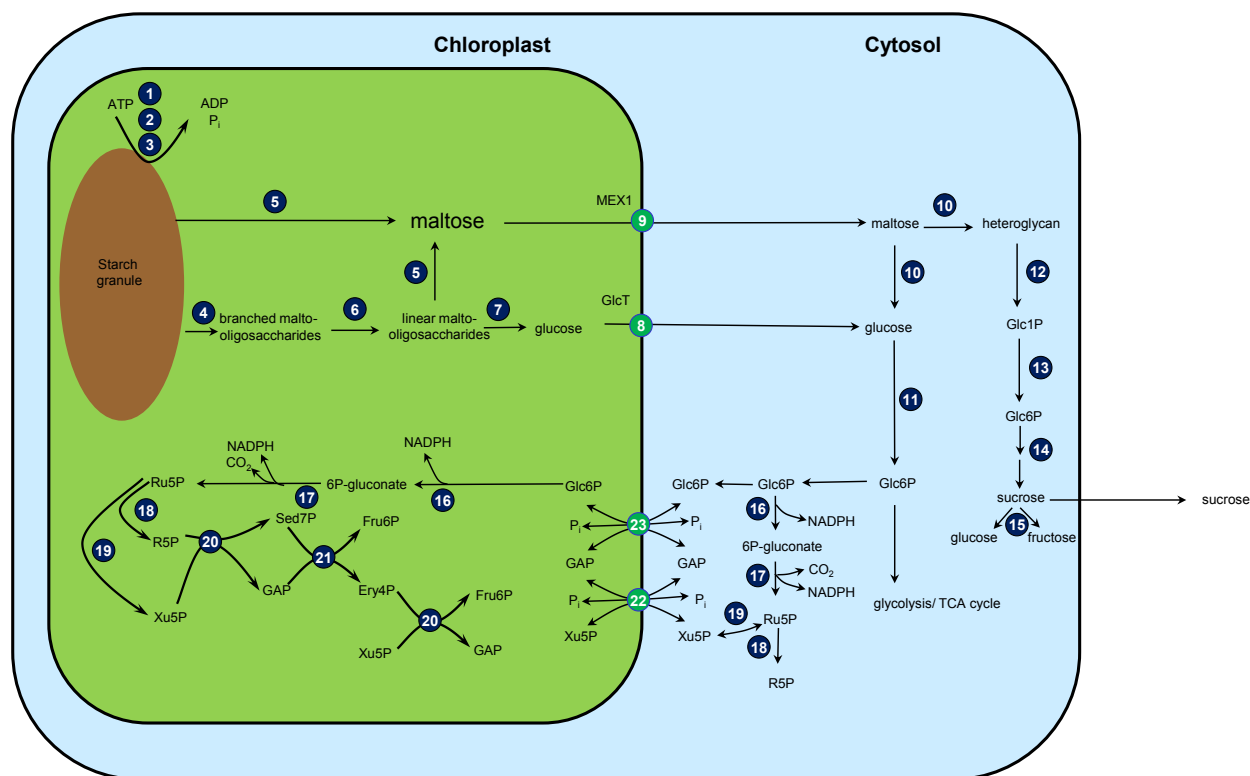 Chloroplast
Cytosol
1
ATP
ADP
2
Pi
3
MEX1
5
maltose
9
maltose
10
heteroglycan
Starch
granule
5
10
12
GlcT
4
branched malto-
oligosaccharides
6
linear malto-
oligosaccharides
7
glucose
8
glucose
Glc1P
13
11
Glc6P
14
NADPH
CO2
NADPH
Ru5P
17
6P-gluconate
16
Glc6P
Glc6P
Glc6P
Glc6P
sucrose
sucrose
18
Sed7P
Fru6P
Pi
23
Pi
16
NADPH
glucose
15
fructose
19
R5P
20
21
GAP
GAP
6P-gluconate
17
CO2
NADPH
GAP
Ery4P
Fru6P
Pi
22
Pi
glycolysis/ TCA cycle
Xu5P
20
Xu5P
Xu5P
19
Ru5P
18
Xu5P
GAP
R5P